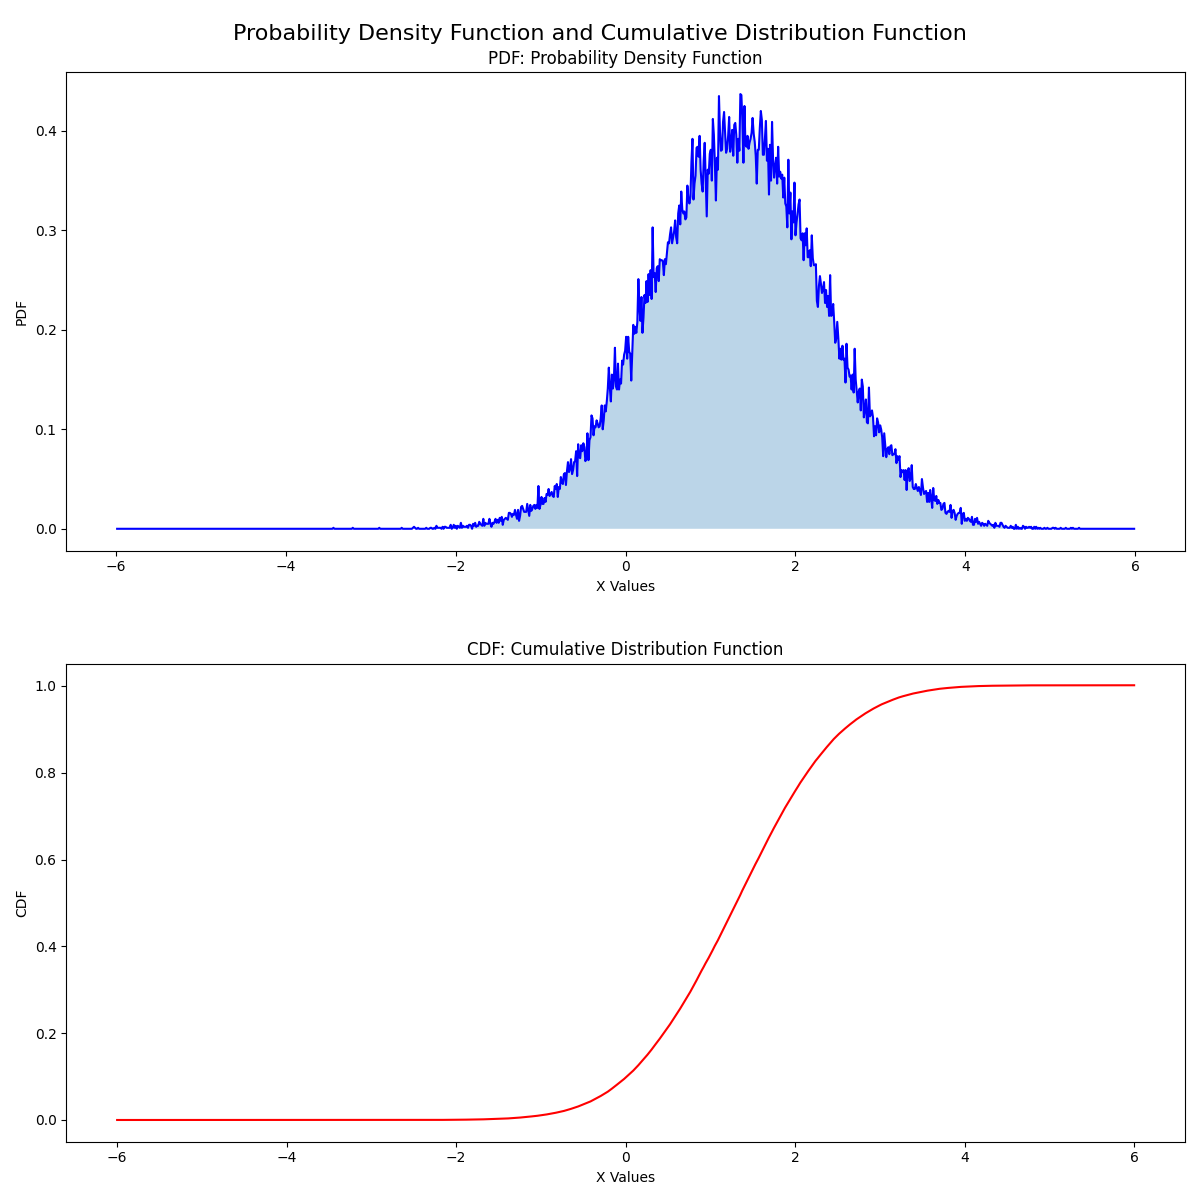 Probability Density Function and Cumulative Distribution Function
PDF: Probability Density Function
0.4
0.3
0.2
0.1
0.0
PDF
−6 −4 −2 0 2 4 6
X Values
CDF: Cumulative Distribution Function
1.0
0.8
0.6
0.4
0.2
0.0
CDF
−6 −4 −2 0 2 4 6
X Values